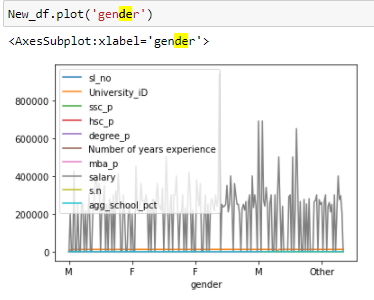 New_df.plot('gender')
<AxesSubplot:xlabel='gender'>
800000
600000
400000
200000
0
sl_no
University_iD
ssc_p
hsc_p
degree_p
Number of years experience
mba_p
salary
s.n
agg_school_pct
M
F
F
M
Other
gender